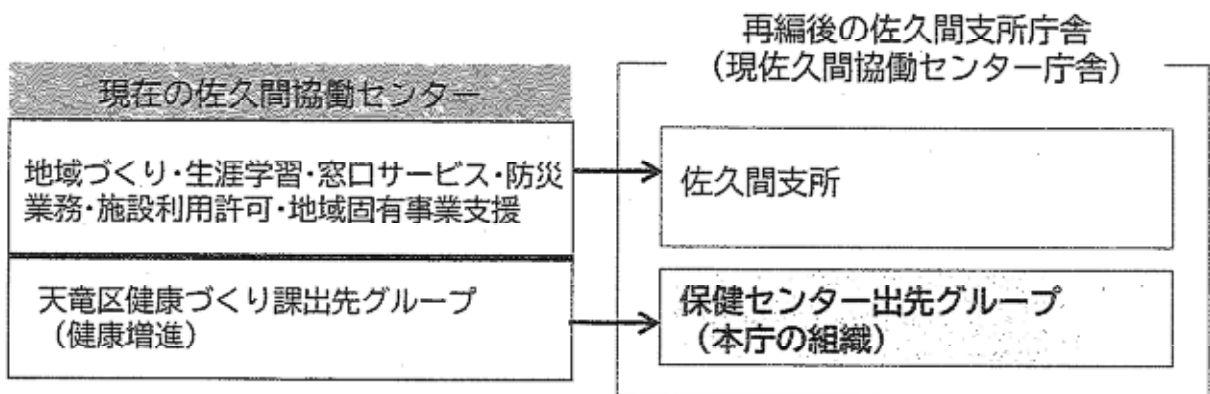 再編後の佐久間支所庁舎
（現佐久間協働センター庁舎）
現在の佐久間協働センター
地域づくり・生涯学習・窓口サービス・防災
業務・施設利用許可・地域固有事業支援
佐久間支所
天竜区健康づくり課出先グループ
（健康増進）
保健センター出先グループ
（本庁の組織）